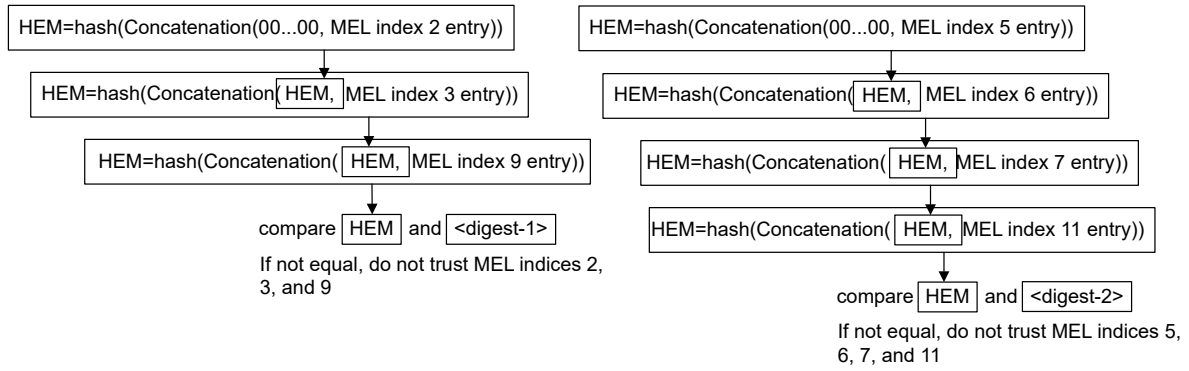 HEM=hash(Concatenation(00...00, MEL index 2 entry))
HEM=hash(Concatenation( HEM, MEL index 3 entry))
HEM=hash(Concatenation( HEM, MEL index 9 entry))
compare HEM and <digest-1>
If not equal, do not trust MEL indices 2,
3, and 9
HEM=hash(Concatenation(00...00, MEL index 5 entry))
HEM=hash(Concatenation( HEM, MEL index 6 entry))
HEM=hash(Concatenation( HEM, MEL index 7 entry))
HEM=hash(Concatenation( HEM, MEL index 11 entry))
compare HEM and <digest-2>
If not equal, do not trust MEL indices 5,
6, 7, and 11